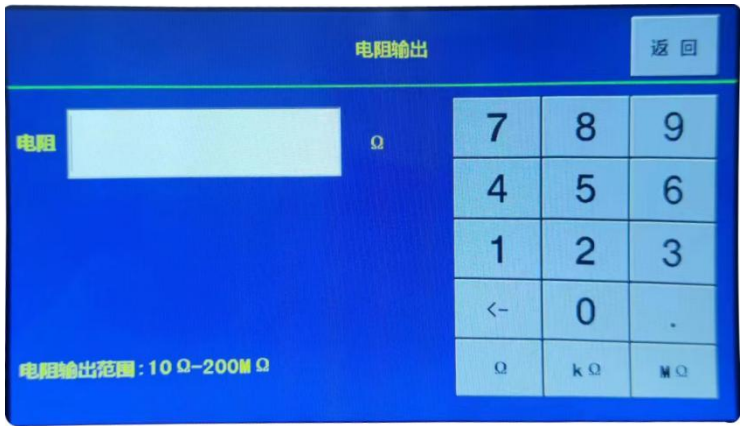 电阻输出
返回
电阻 Ω
7 8 9
4 5 6
1 2 3
<- 0 .
Ω kΩ MΩ
电阻输出范围:10Ω-200MΩ